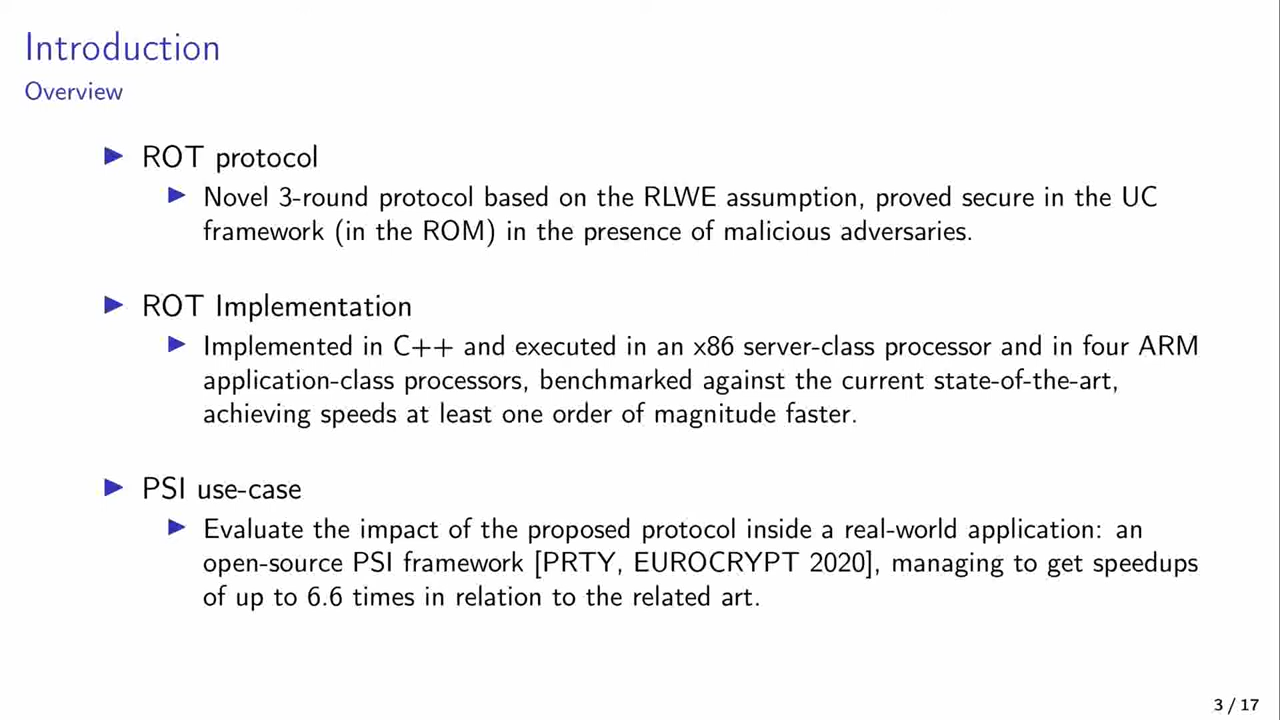 Introduction
Overview
ROT protocol
Novel 3-round protocol based on the RLWE assumption, proved secure in the UC
framework (in the ROM) in the presence of malicious adversaries.
ROT Implementation
Implemented in C++ and executed in an x86 server-class processor and in four ARM
application-class processors, benchmarked against the current state-of-the-art,
achieving speeds at least one order of magnitude faster.
PSI use-case
Evaluate the impact of the proposed protocol inside a real-world application: an
open-source PSI framework [PRTY, EUROCRYPT 2020], managing to get speedups
of up to 6.6 times in relation to the related art.
3 / 17